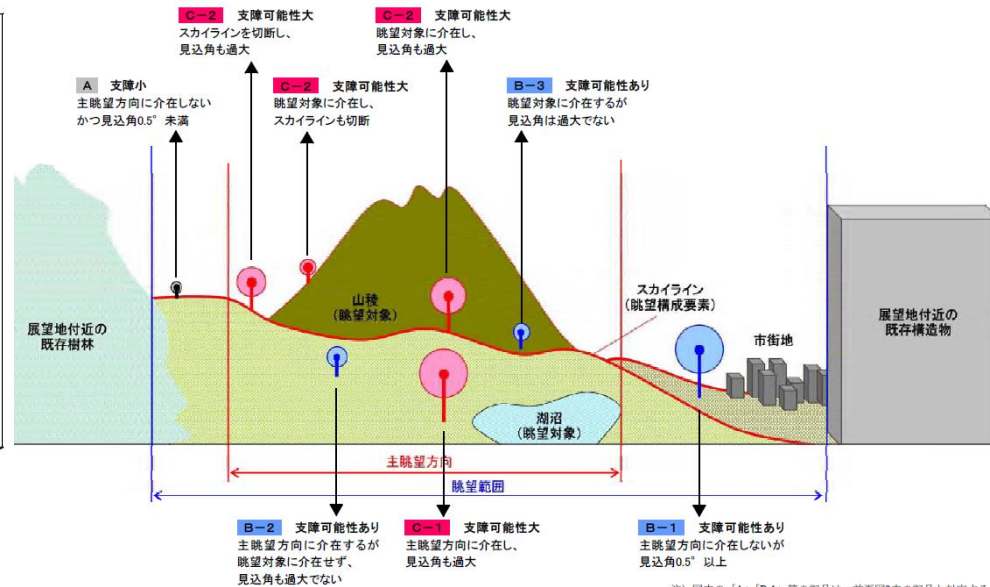 C-2 支障可能性大
スカイラインを切断し、
見込角も過大
C-2 支障可能性大
眺望対象に介在し、
見込角も過大
A 支障小
主眺望方向に介在しない
かつ見込角0.5°未満
C-2 支障可能性大
眺望対象に介在し、
スカイラインも切断
B-3 支障可能性あり
眺望対象に介在するが
見込角は過大でない
展望地付近の
既存樹林
山稜
(眺望対象)
スカイライン
(眺望構成要素)
市街地
展望地付近の
既存構造物
湖沼
(眺望対象)
主眺望方向
眺望範囲
B-2 支障可能性あり
主眺望方向に介在するが
眺望対象に介在せず、
見込角も過大でない
C-1 支障可能性大
主眺望方向に介在し、
見込角も過大
B-1 支障可能性あり
主眺望方向に介在しないが
見込角0.5°以上